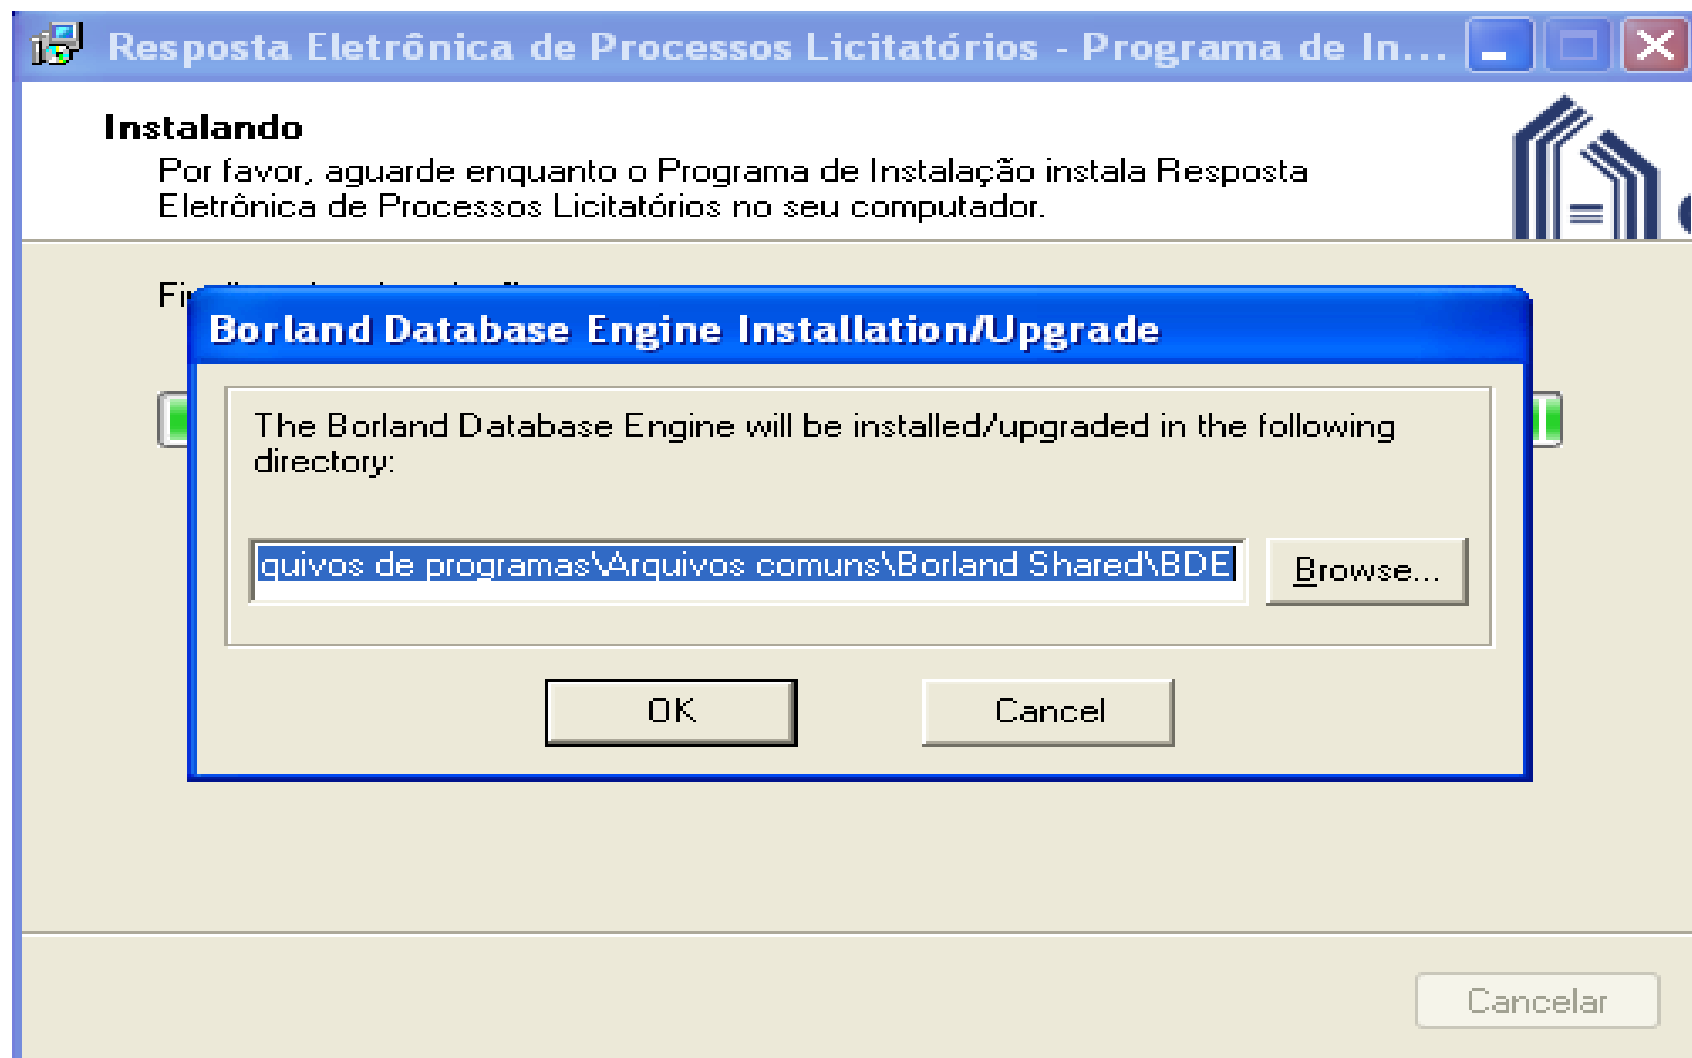 Resposta Eletrônica de Processos Licitatórios - Programa de In...
Instalando
Por favor, aguarde enquanto o Programa de Instalação instala Resposta
Eletrônica de Processos Licitatórios no seu computador.
Borland Database Engine Installation/Upgrade
The Borland Database Engine will be installed/upgraded in the following
directory:
quivos de programas\Arquivos comuns\Borland Shared\BDE
Browse...
OK
Cancel
Cancelar